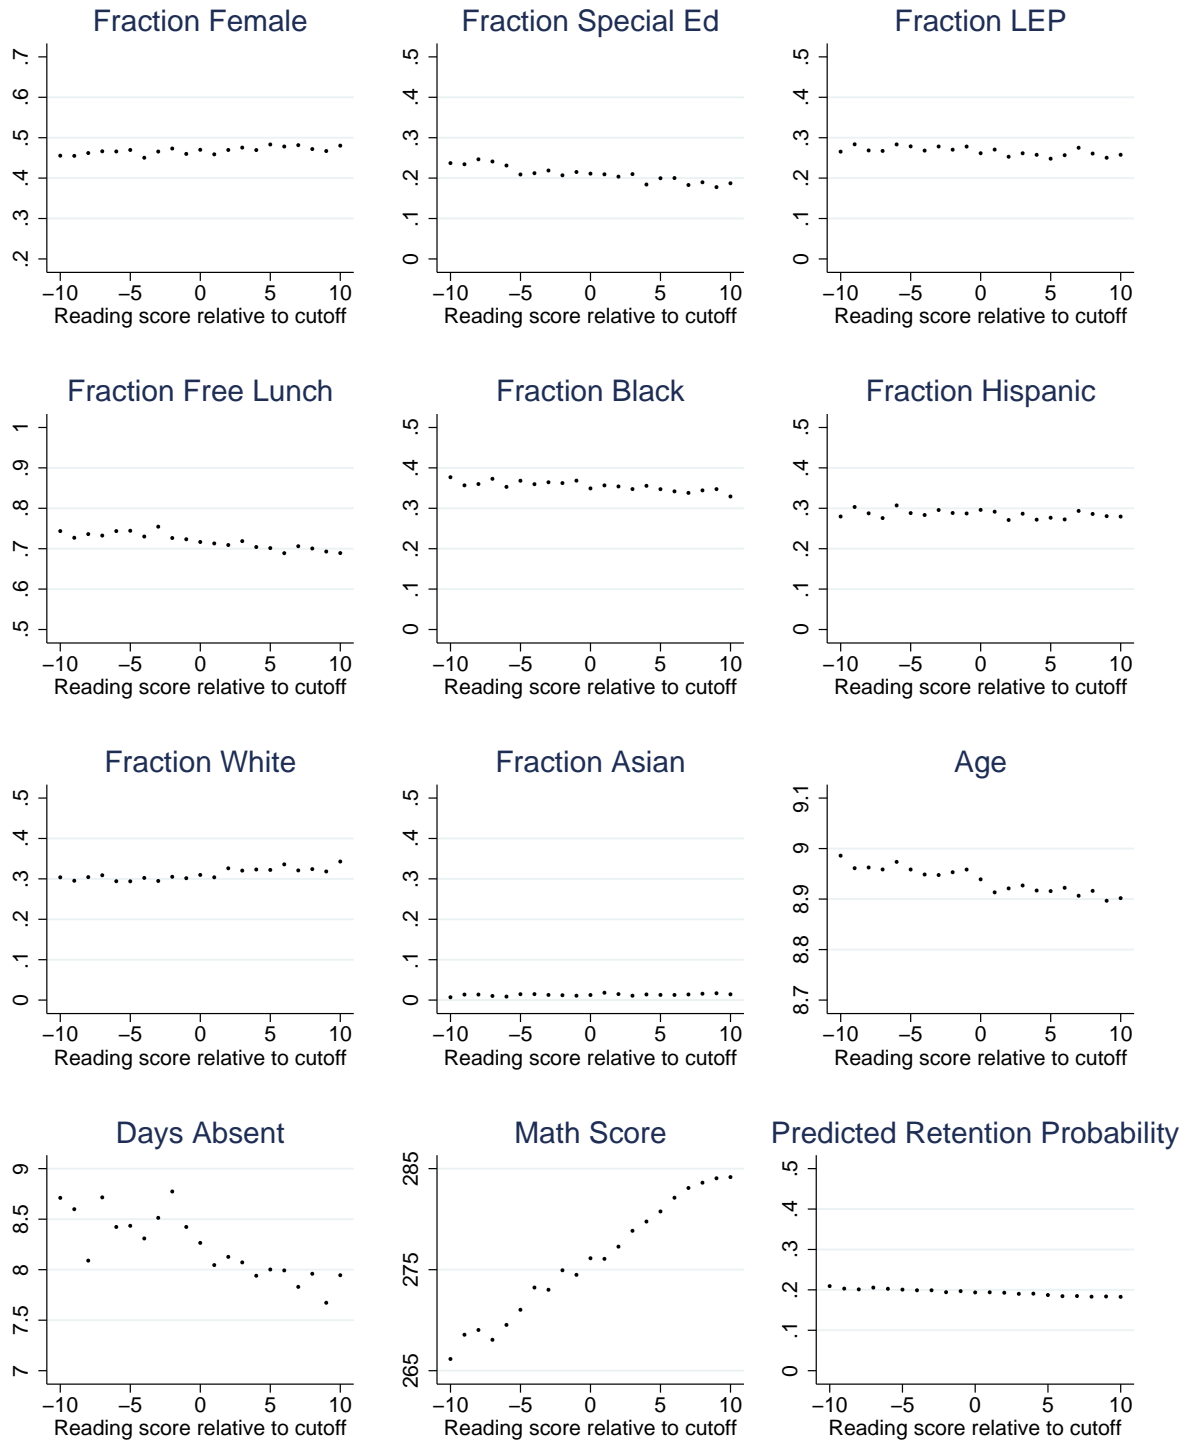 Fraction Female
.7
.6
.5
.4
.3
.2
−10 −5 0 5 10
Reading score relative to cutoff
Fraction Special Ed
.5
.4
.3
.2
.1
0
−10 −5 0 5 10
Reading score relative to cutoff
Fraction LEP
.5
.4
.3
.2
.1
0
−10 −5 0 5 10
Reading score relative to cutoff
Fraction Free Lunch
1
.9
.8
.7
.6
.5
−10 −5 0 5 10
Reading score relative to cutoff
Fraction Black
.5
.4
.3
.2
.1
0
−10 −5 0 5 10
Reading score relative to cutoff
Fraction Hispanic
.5
.4
.3
.2
.1
0
−10 −5 0 5 10
Reading score relative to cutoff
Fraction White
.5
.4
.3
.2
.1
0
−10 −5 0 5 10
Reading score relative to cutoff
Fraction Asian
.5
.4
.3
.2
.1
0
−10 −5 0 5 10
Reading score relative to cutoff
Age
9.1
9
8.9
8.8
8.7
−10 −5 0 5 10
Reading score relative to cutoff
Days Absent
9
8.5
8
7.5
7
−10 −5 0 5 10
Reading score relative to cutoff
Math Score
285
275
265
−10 −5 0 5 10
Reading score relative to cutoff
Predicted Retention Probability
.5
.4
.3
.2
.1
0
−10 −5 0 5 10
Reading score relative to cutoff